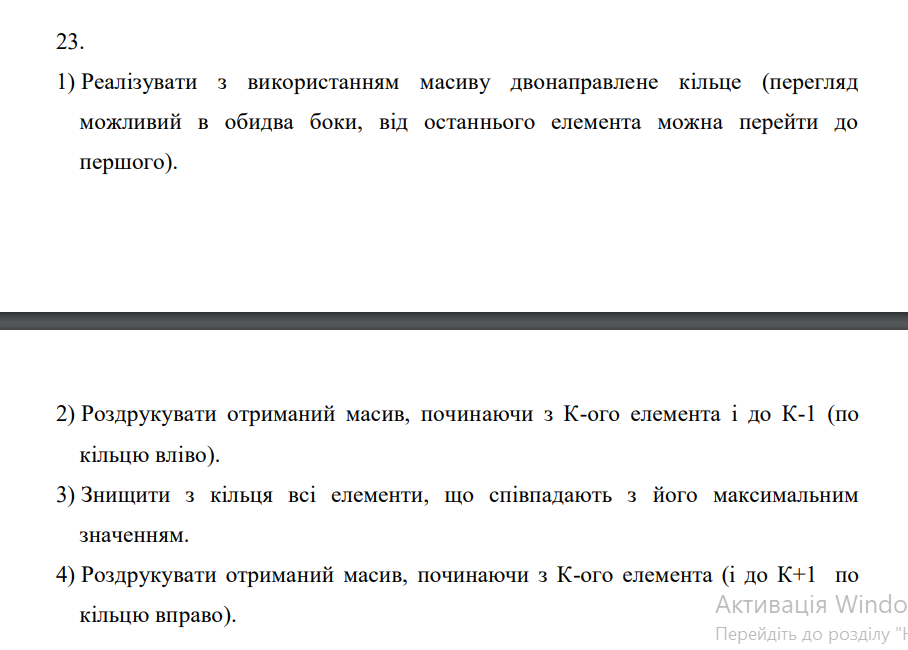 23.
1) Реалізувати з використанням масиву двонаправлене кільце (перегляд
можливий в обидва боки, від останнього елемента можна перейти до
першого).
2) Роздрукувати отриманий масив, починаючи з К-ого елемента і до К-1 (по
кільцю вліво).
3) Знищити з кільця всі елементи, що співпадають з його максимальним
значенням.
4) Роздрукувати отриманий масив, починаючи з К-ого елемента (і до К+1 по
кільцю вправо).
Активація Windo
Перейдіть до розділу "Н